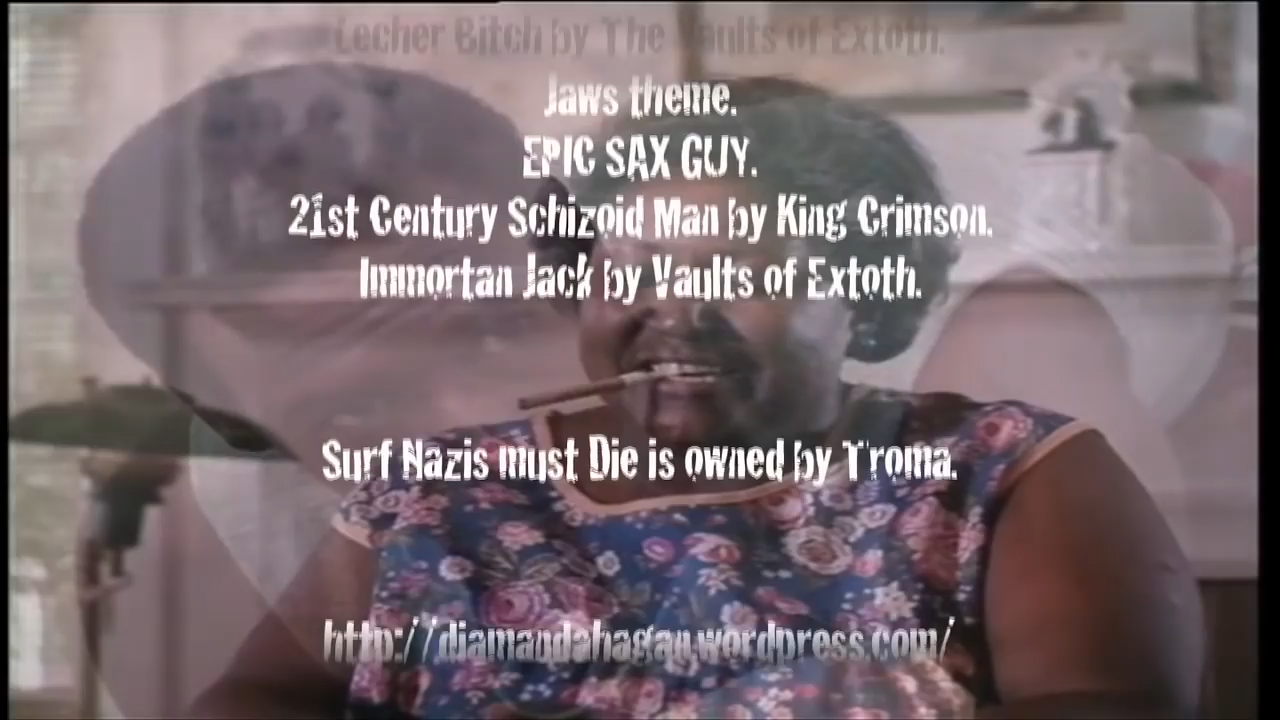 Lecher Bitch by The Vaults of Extoth.
Jaws theme.
EPIC SAX GUY.
21st Century Schizoid Man by King Crimson.
Immortan Jack by Vaults of Extoth.
Surf Nazis must Die is owned by Troma.
http://diamandahagan.wordpress.com/